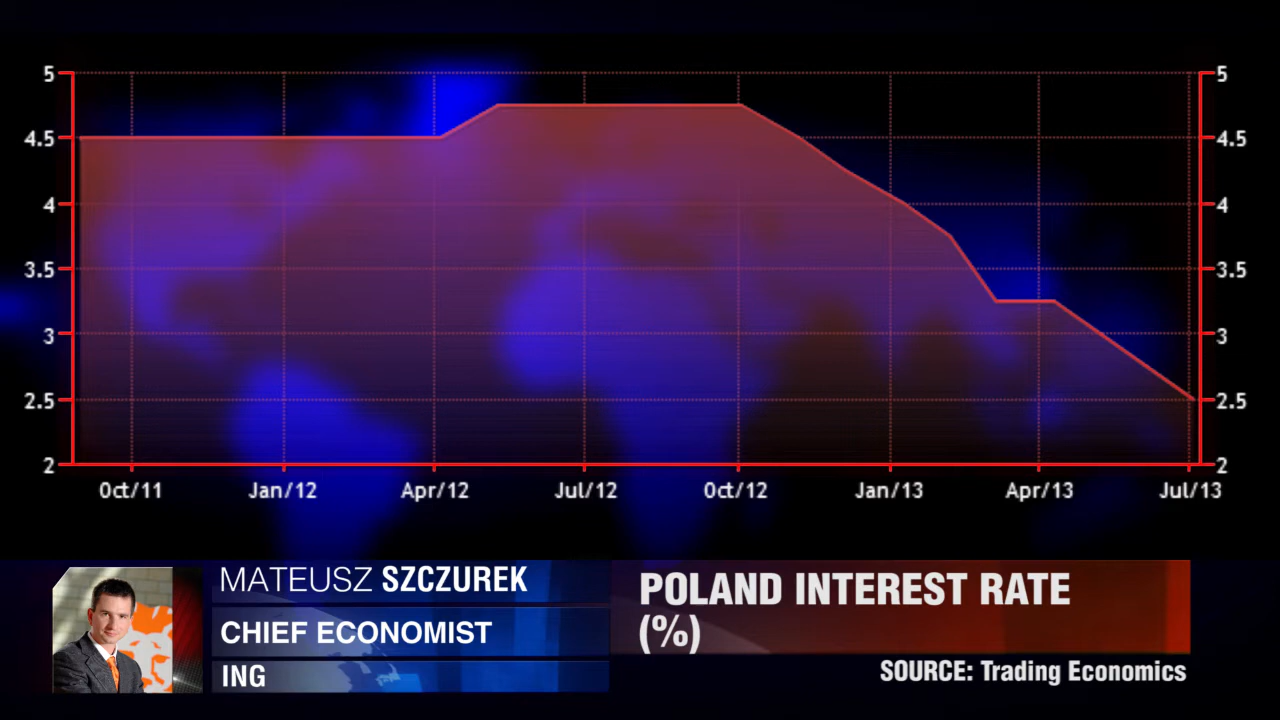 5 5
4.5 4.5
4 4
3.5 3.5
3 3
2.5 2.5
2 2
Oct/11 Jan/12 Apr/12 Jul/12 Oct/12 Jan/13 Apr/13 Jul/13
MATEUSZ SZCZUREK
CHIEF ECONOMIST
ING
POLAND INTEREST RATE
(%)
SOURCE: Trading Economics